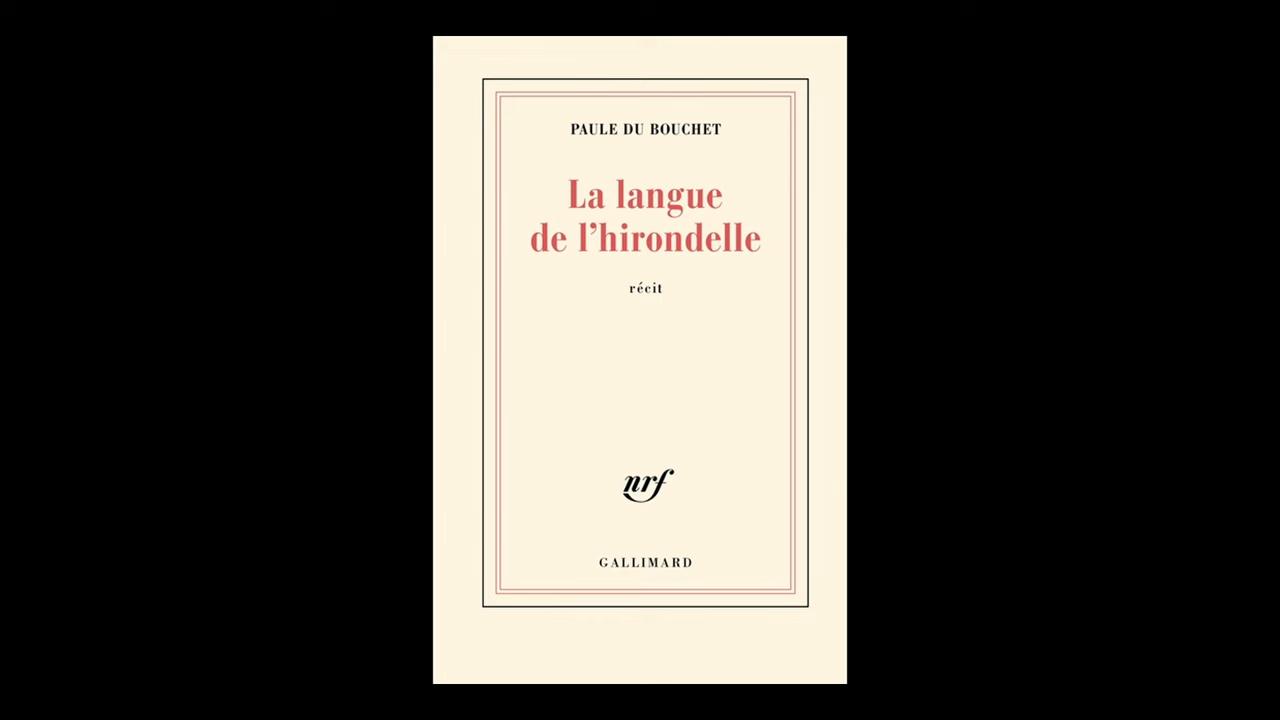 PAULE DU BOUCHET
La langue
de l’hirondelle
récit
nrf
GALLIMARD